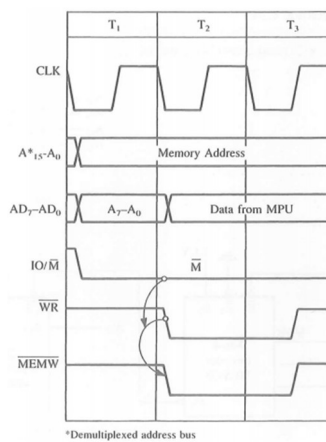 T₁ T₂ T₃
CLK
A*₁₅-A₀ Memory Address
AD₇–AD₀ A₇–A₀ Data from MPU
IO/M̅ M̅
W̅R̅
M̅E̅M̅W̅
*Demultiplexed address bus